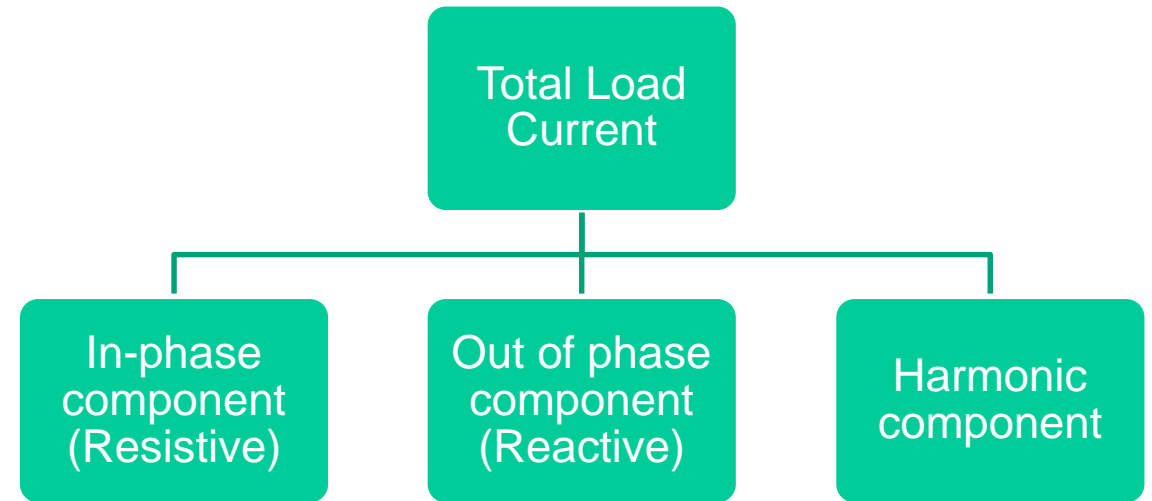 Total Load
Current
In-phase
component
(Resistive)
Out of phase
component
(Reactive)
Harmonic
component